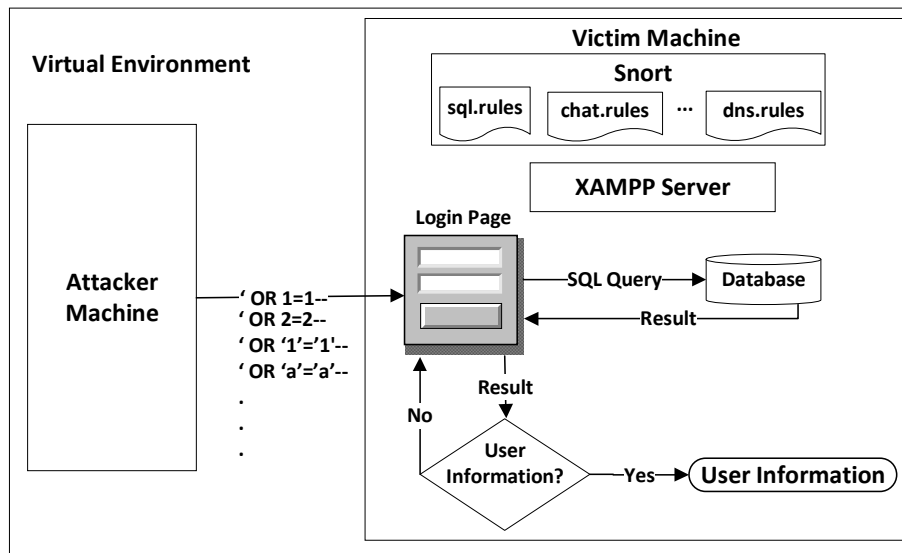 Virtual Environment
Victim Machine
Snort
sql.rules
chat.rules
...
dns.rules
XAMPP Server
Login Page
Attacker
Machine
‘ OR 1=1--
‘ OR 2=2--
‘ OR ‘1’=’1'--
‘ OR ‘a’=’a’--
.
.
.
SQL Query
Database
Result
Result
No
User
Information?
Yes
User Information